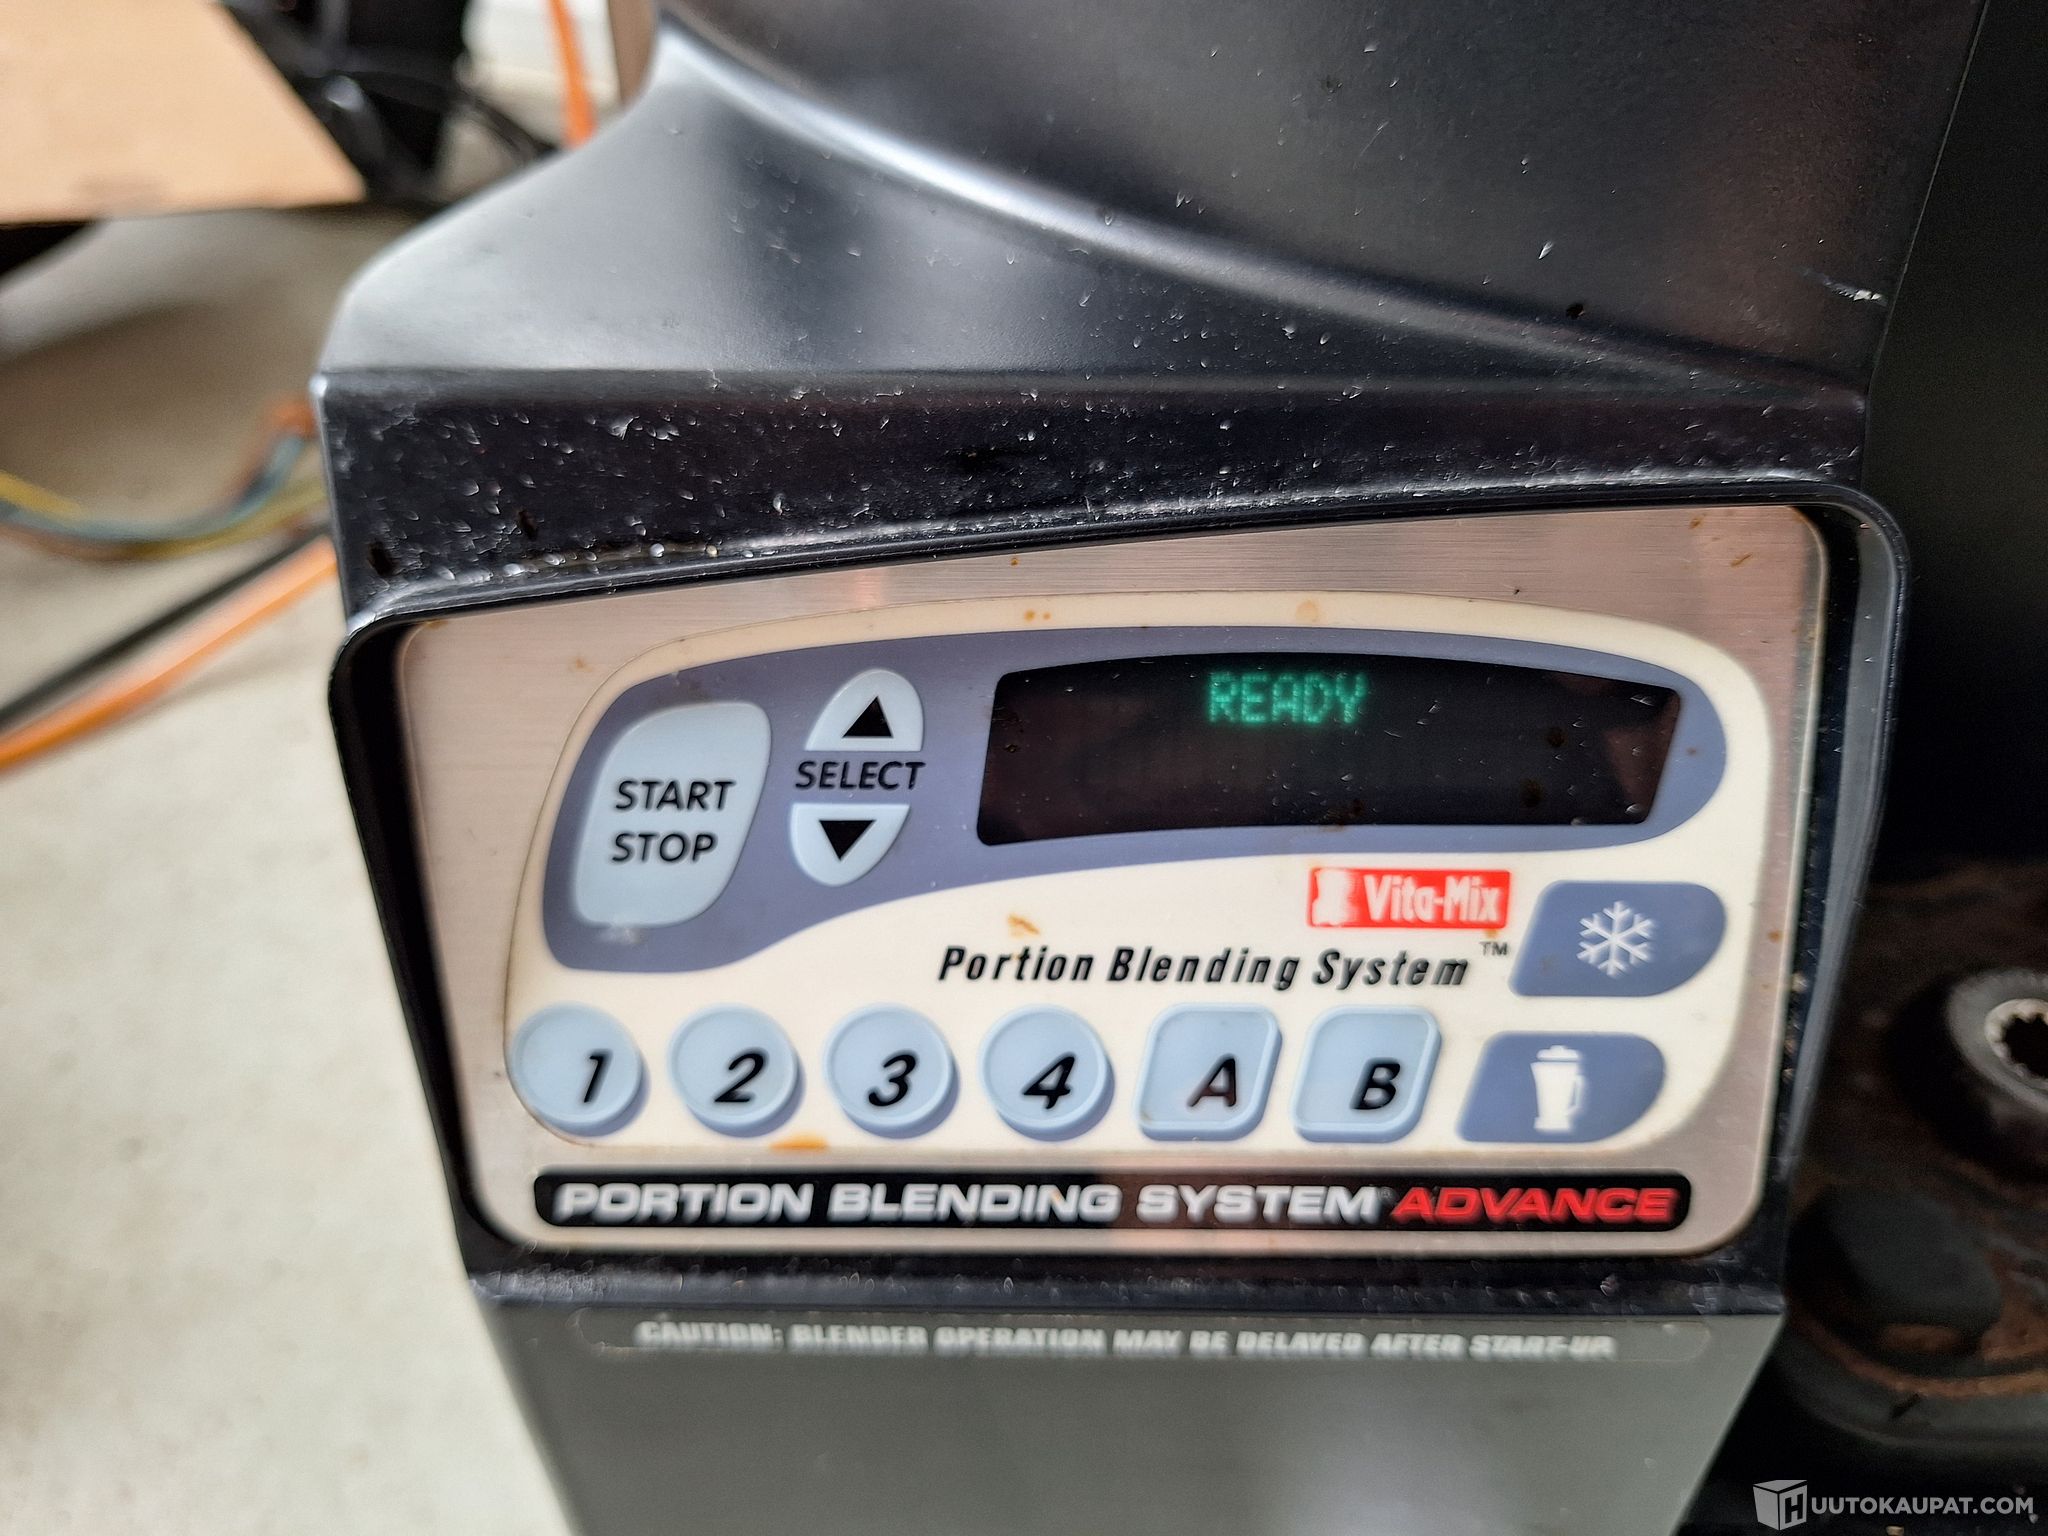 READY
START
STOP
SELECT
Vita-Mix
Portion Blending System™
1 2 3 4 A B
PORTION BLENDING SYSTEM® ADVANCE
CAUTION: BLENDER OPERATION MAY BE DELAYED AFTER START-UP.
HUUTOKAUPAT.COM